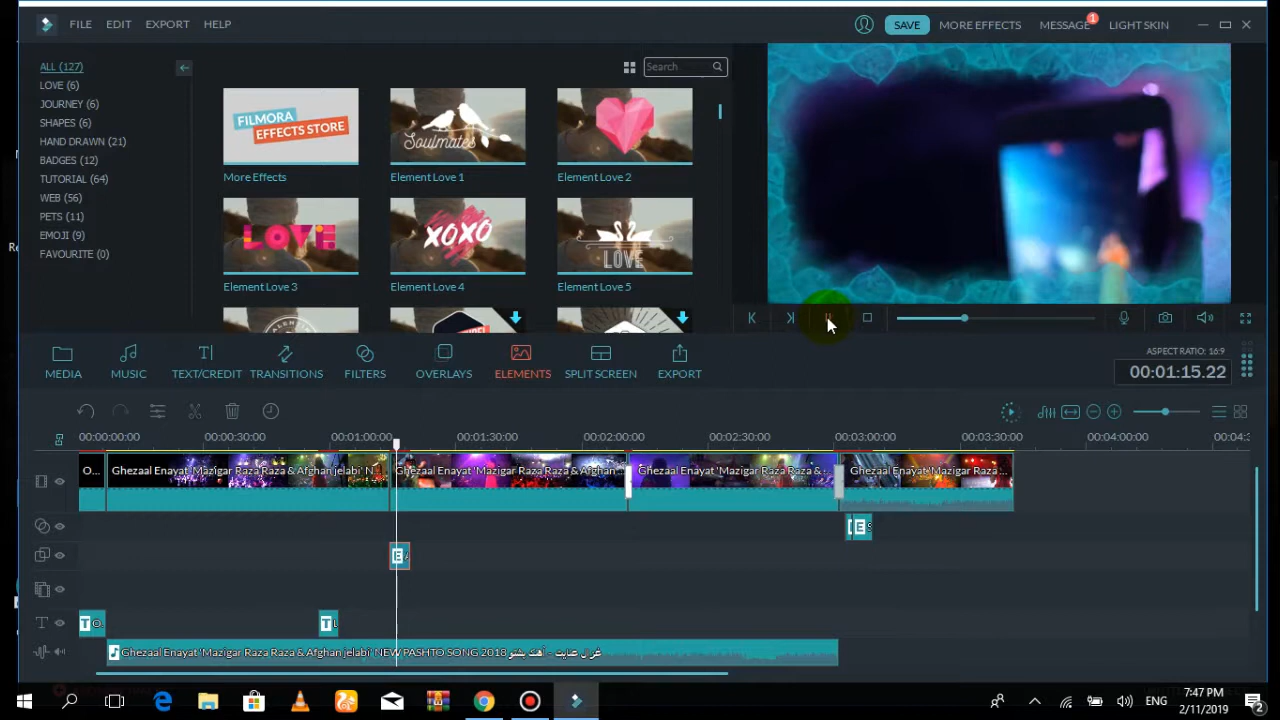 FILE EDIT EXPORT HELP
SAVE MORE EFFECTS MESSAGE 1 LIGHT SKIN
ALL (127)
LOVE (6)
JOURNEY (6)
SHAPES (6)
HAND DRAWN (21)
BADGES (12)
TUTORIAL (64)
WEB (56)
PETS (11)
EMOJI (9)
FAVOURITE (0)
Search
FILMORA
EFFECTS STORE
Soulmates
More Effects Element Love 1 Element Love 2
LOVE
XOXO
LOVE
Element Love 3 Element Love 4 Element Love 5
MEDIA MUSIC TEXT/CREDIT TRANSITIONS FILTERS OVERLAYS ELEMENTS SPLIT SCREEN EXPORT
ASPECT RATIO: 16:9
00:01:15.22
00:00:00:00 00:00:30:00 00:01:00:00 00:01:30:00 00:02:00:00 00:02:30:00 00:03:00:00 00:03:30:00 00:04:00:00 00:04:3
O... Ghezaal Enayat 'Mazigar Raza Raza & Afghan jelabi' N... Ghezaal Enayat 'Mazigar Raza Raza & Afghan... Ghezaal Enayat 'Mazigar Raza Raza &... Ghezaal Enayat 'Mazigar Raza...
E
E
T O T
T
Ghezaal Enayat 'Mazigar Raza Raza & Afghan jelabi' NEW PASHTO SONG 2018 غزال عنایت - آهنگ پشتو
ENG
7:47 PM
2/11/2019
2